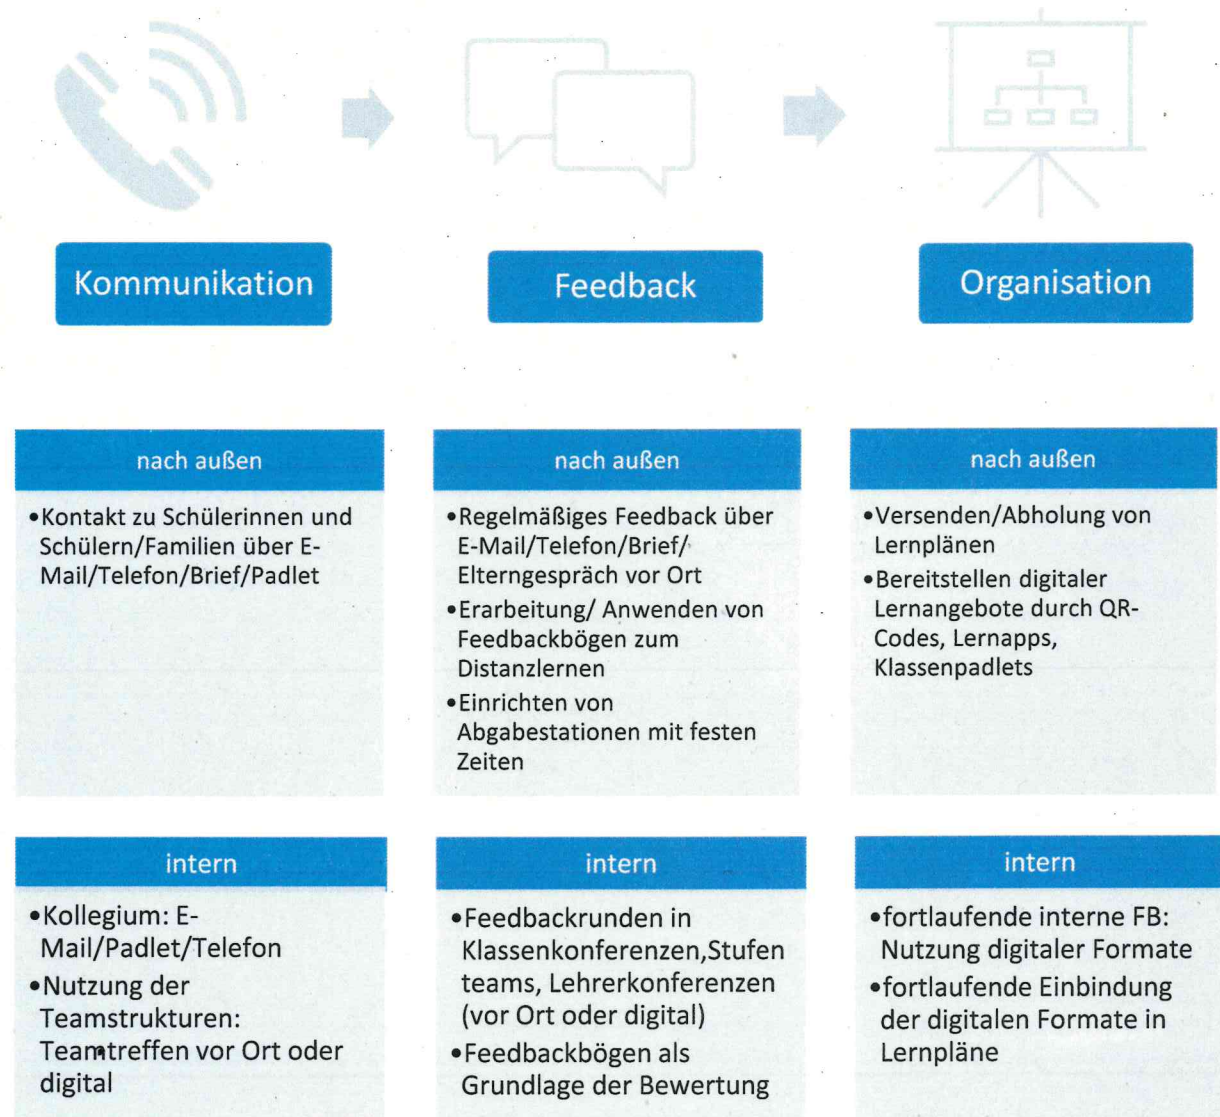 Kommunikation
Feedback
Organisation
nach außen
•Kontakt zu Schülerinnen und
Schülern/Familien über E-
Mail/Telefon/Brief/Padlet
nach außen
•Regelmäßiges Feedback über
E-Mail/Telefon/Brief/
Elterngespräch vor Ort
•Erarbeitung/ Anwenden von
Feedbackbögen zum
Distanzlernen
•Einrichten von
Abgabestationen mit festen
Zeiten
nach außen
•Versenden/Abholung von
Lernplänen
•Bereitstellen digitaler
Lernangebote durch QR-
Codes, Lernapps,
Klassenpadlets
intern
•Kollegium: E-
Mail/Padlet/Telefon
•Nutzung der
Teamstrukturen:
Teamtreffen vor Ort oder
digital
intern
•Feedbackrunden in
Klassenkonferenzen,Stufen
teams, Lehrerkonferenzen
(vor Ort oder digital)
•Feedbackbögen als
Grundlage der Bewertung
intern
•fortlaufende interne FB:
Nutzung digitaler Formate
•fortlaufende Einbindung
der digitalen Formate in
Lernpläne